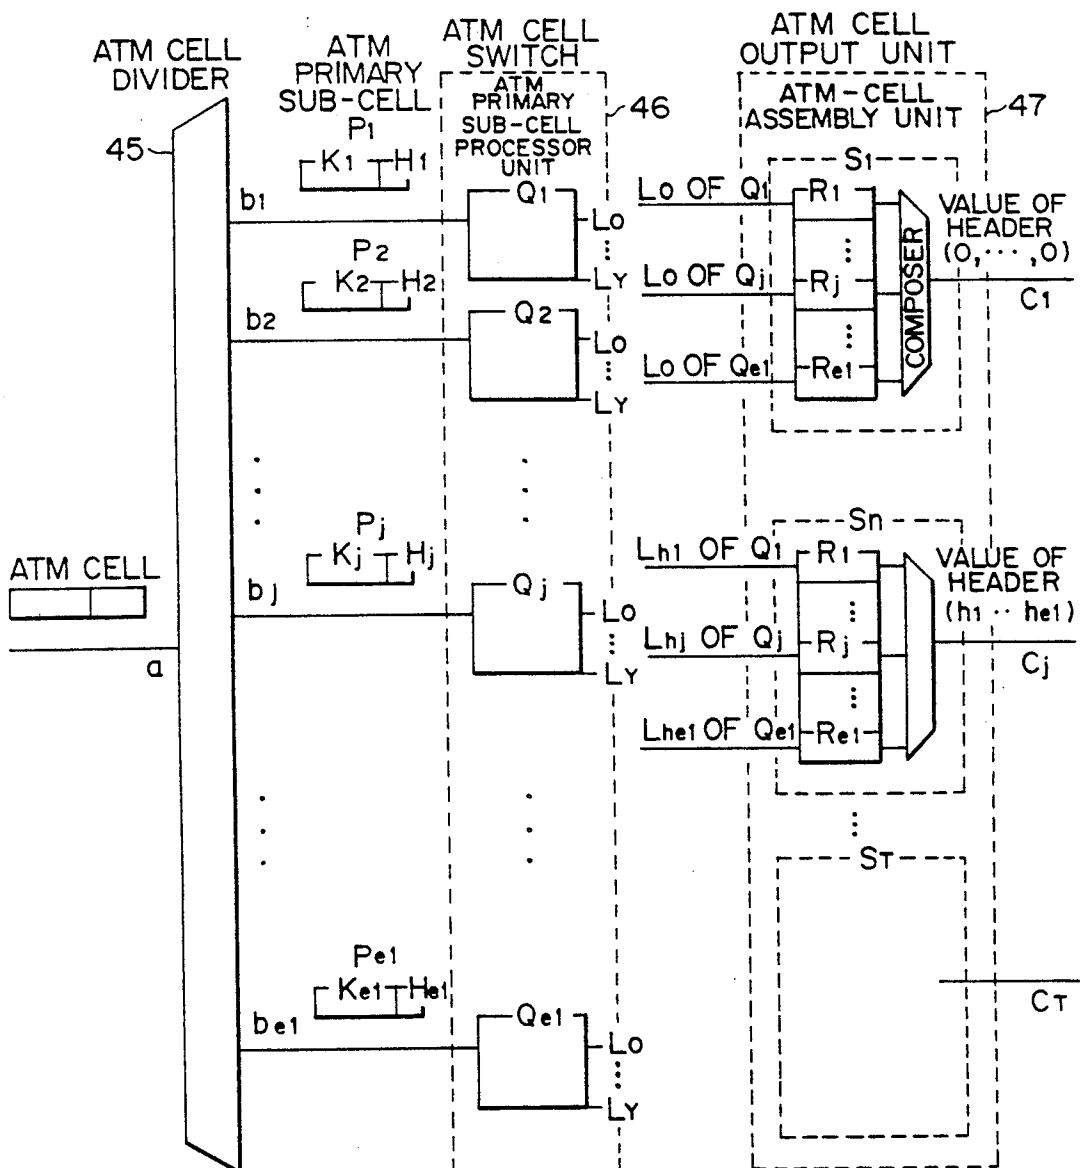 ATM CELL
DIVIDER
45
ATM
PRIMARY
SUB-CELL
P1
K1 H1
b1
P2
K2 H2
b2
Pj
Kj Hj
bj
ATM CELL
a
Pe1
Ke1 He1
be1
ATM CELL
SWITCH
46
ATM
PRIMARY
SUB-CELL
PROCESSOR
UNIT
Q1
Lo
LY
Q2
Lo
LY
Qj
Lo
LY
Qe1
Lo
LY
ATM CELL
OUTPUT UNIT
47
ATM-CELL
ASSEMBLY UNIT
S1
Lo OF Q1
R1
Lo OF Qj
Rj
Lo OF Qe1
Re1
COMPOSER
VALUE OF
HEADER
(0,···,0)
C1
Sn
Lh1 OF Q1
R1
Lhj OF Qj
Rj
Lhe1 OF Qe1
Re1
VALUE OF
HEADER
(h1··he1)
Cj
ST
CT